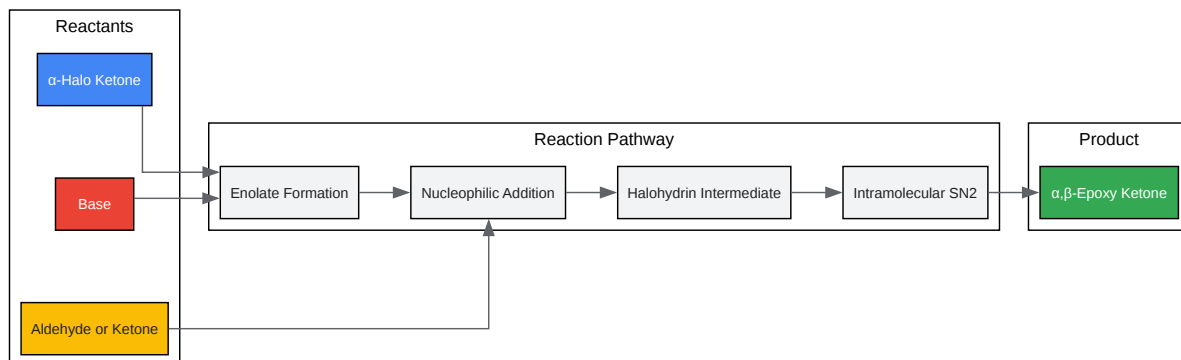 Reactants
α-Halo Ketone
Base
Aldehyde or Ketone
Reaction Pathway
Enolate Formation
Nucleophilic Addition
Halohydrin Intermediate
Intramolecular SN2
Product
α,β-Epoxy Ketone